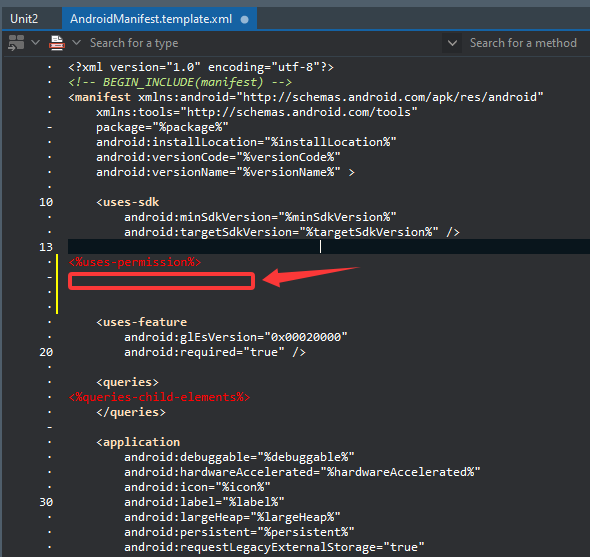 Unit2
AndroidManifest.template.xml
Search for a type
Search for a method
<?xml version="1.0" encoding="utf-8"?>
<!-- BEGIN_INCLUDE(manifest) -->
<manifest xmlns:android="http://schemas.android.com/apk/res/android"
xmlns:tools="http://schemas.android.com/tools"
package="%package%"
android:installLocation="%installLocation%"
android:versionCode="%versionCode%"
android:versionName="%versionName%" >
10 <uses-sdk
android:minSdkVersion="%minSdkVersion%"
android:targetSdkVersion="%targetSdkVersion%" />
13
<%uses-permission%>
<uses-feature
android:glEsVersion="0x00020000"
20 android:required="true" />
<queries>
<%queries-child-elements%>
</queries>
<application
android:debuggable="%debuggable%"
android:hardwareAccelerated="%hardwareAccelerated%"
android:icon="%icon%"
30 android:label="%label%"
android:largeHeap="%largeHeap%"
android:persistent="%persistent%"
android:requestLegacyExternalStorage="true"